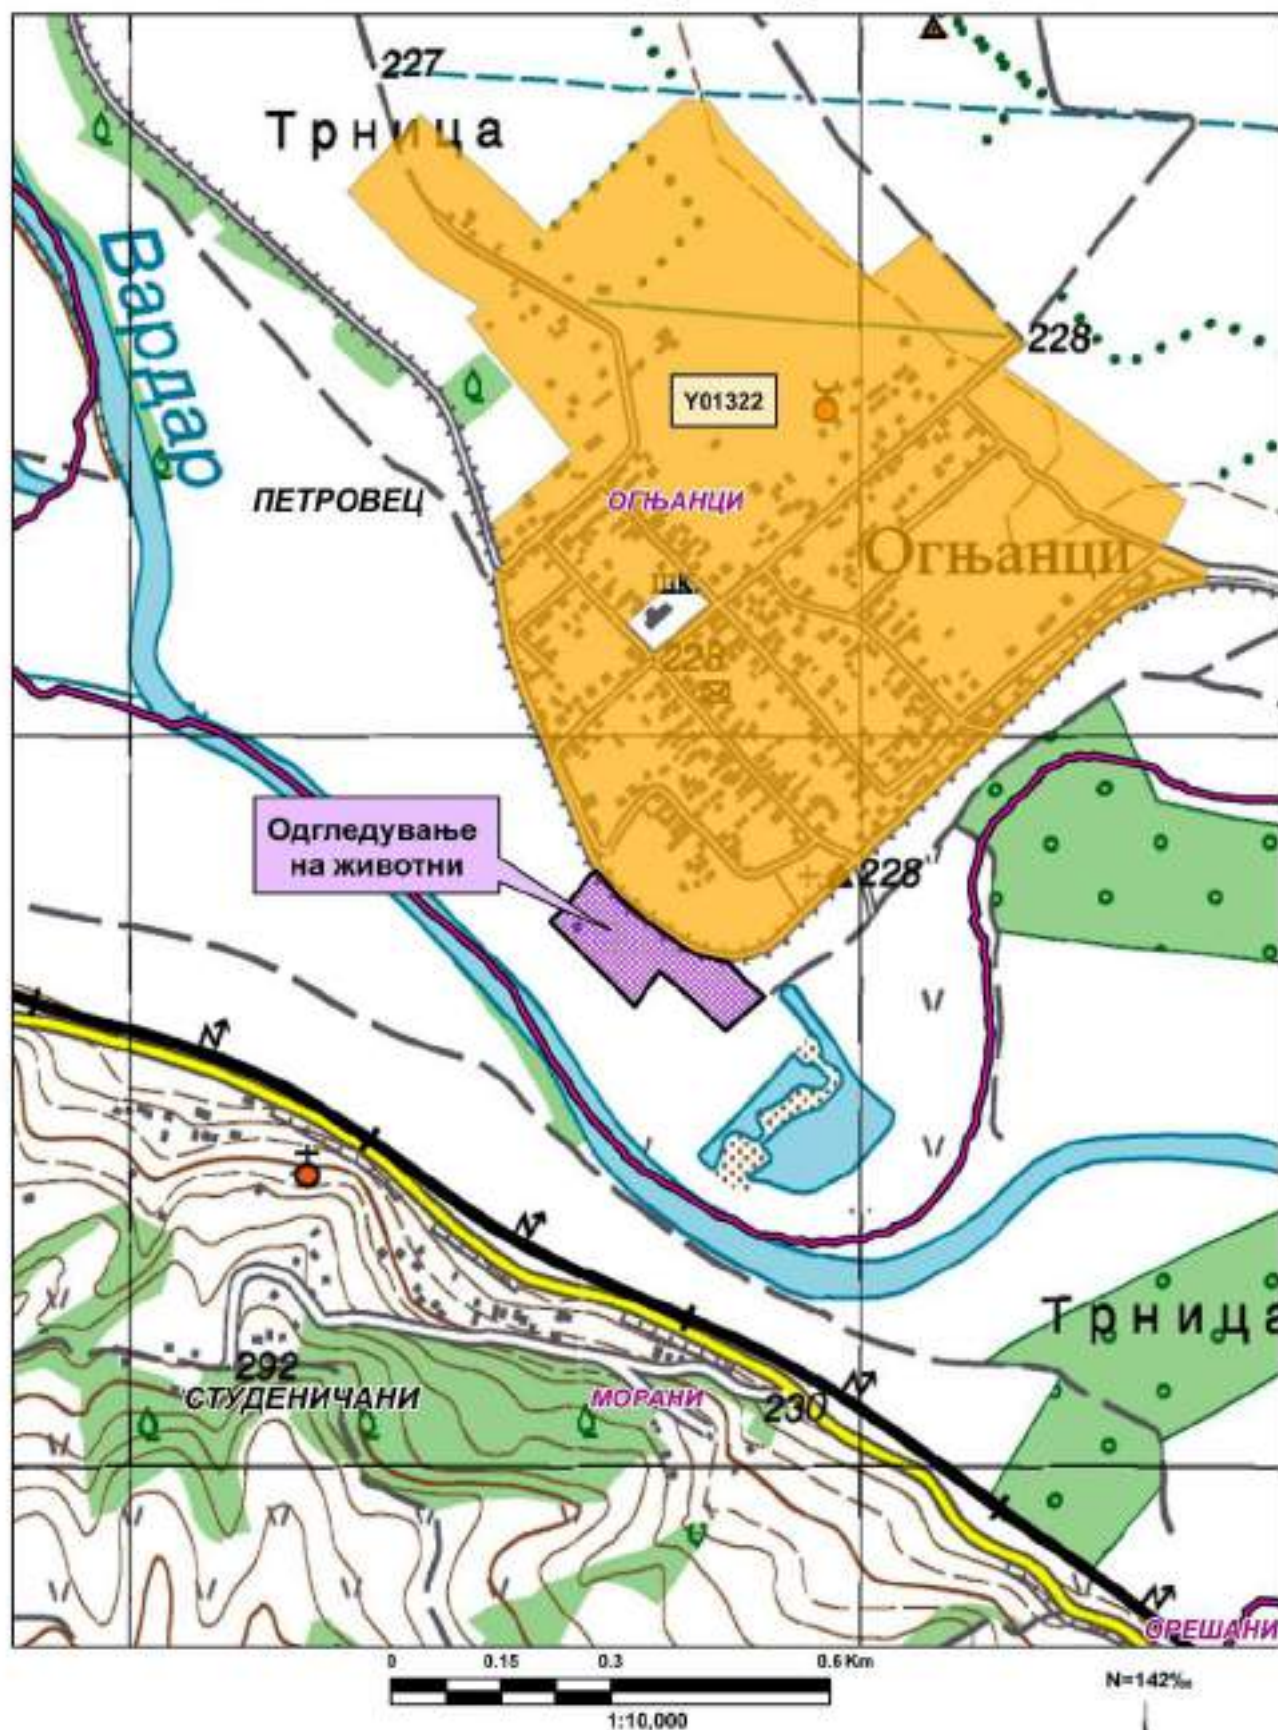 227
Трница
Вардар
228
Y01322
ПЕТРОВЕЦ
ОГЊАНЦИ
Огњанци
шк.
228
Одгледување
на животни
228
Трница
292
СТУДЕНИЧАНИ
МОРАНИ
230
ОРЕШАНИ
0 0.15 0.3 0.6 Km
N=142‰
1:10,000